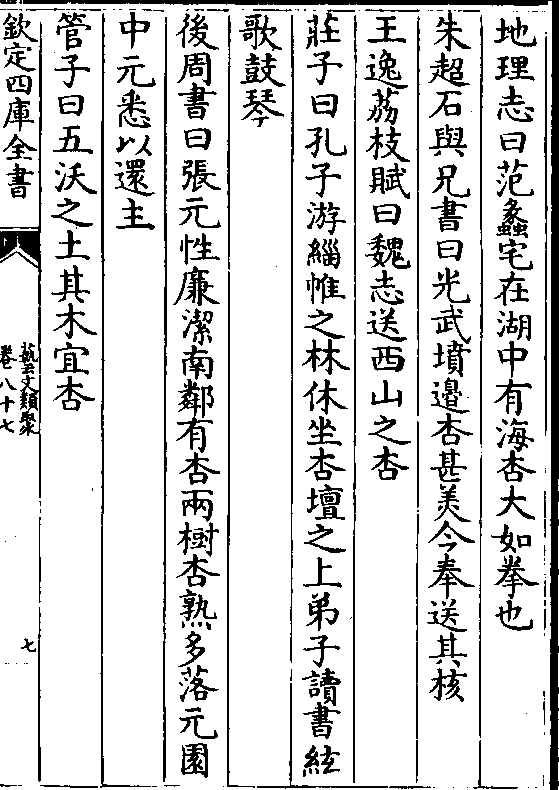 地理志曰范蠡宅在湖中有海杏大如拳也
朱超石與兄書曰光武墳邉杏甚美今奉送其核
王逸荔枝賦曰魏志送西山之杏
莊子曰孔子游緇帷之林休坐杏壇之上弟子讀書絃
歌鼓琴
後周書曰張元性廉潔南鄰有杏兩樹杏熟多落元園
中元悉以還主
管子曰五沃之土其木宜杏
欽定四庫全書
藝文類聚
卷八十七
七